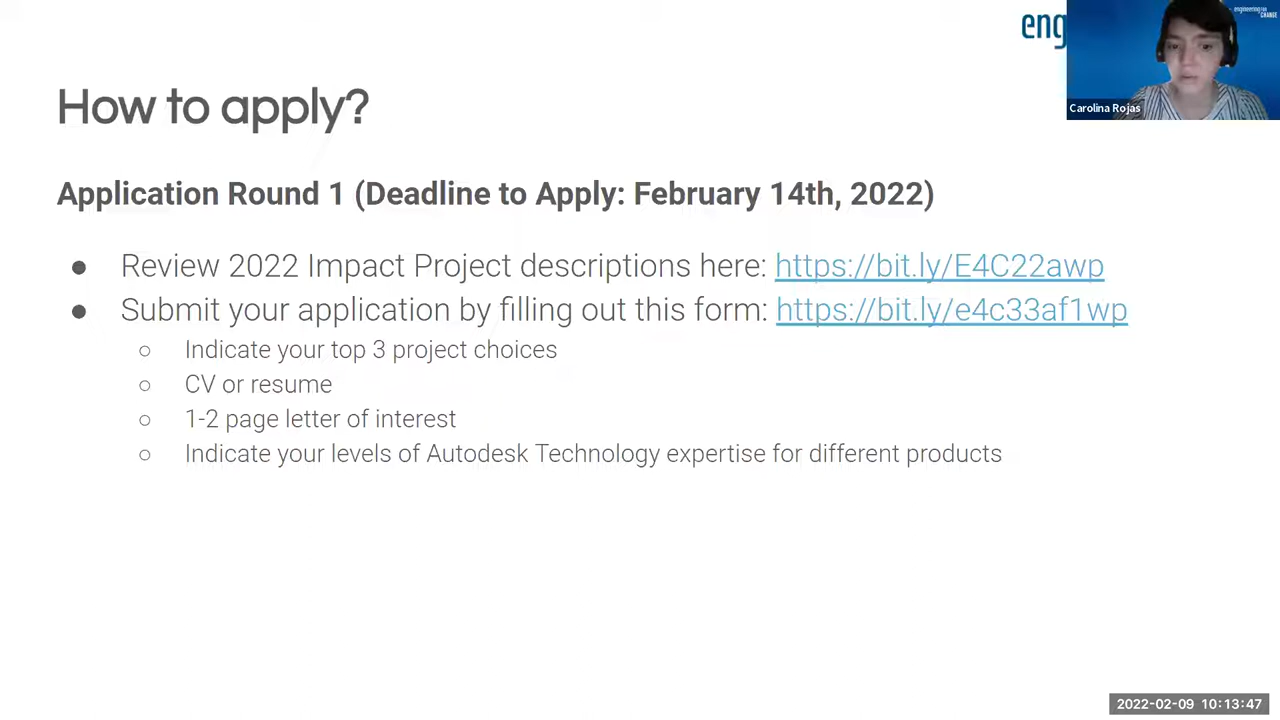 eng
engineering FOR
CHANGE
Carolina Rojas
How to apply?
Application Round 1 (Deadline to Apply: February 14th, 2022)
● Review 2022 Impact Project descriptions here: https://bit.ly/E4C22awp
● Submit your application by filling out this form: https://bit.ly/e4c33af1wp
○ Indicate your top 3 project choices
○ CV or resume
○ 1-2 page letter of interest
○ Indicate your levels of Autodesk Technology expertise for different products
2022-02-09 10:13:47